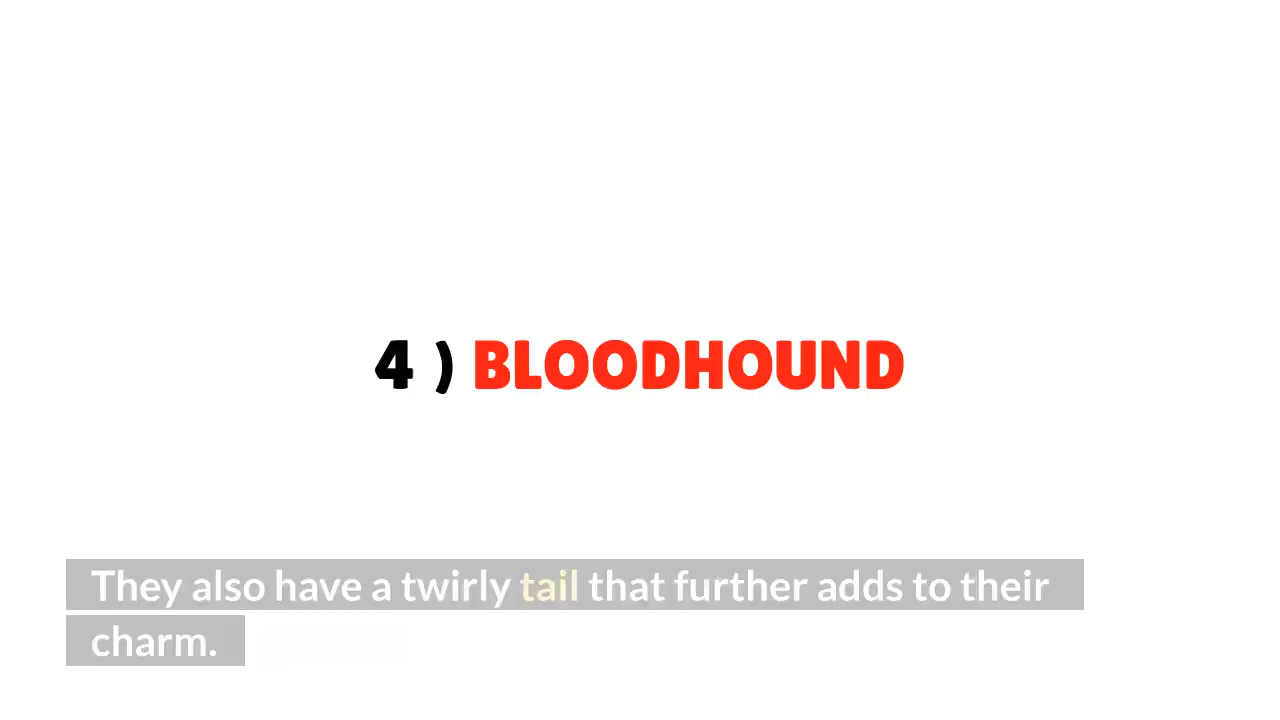 4 ) BLOODHOUND
They also have a twirly tail that further adds to their
charm.